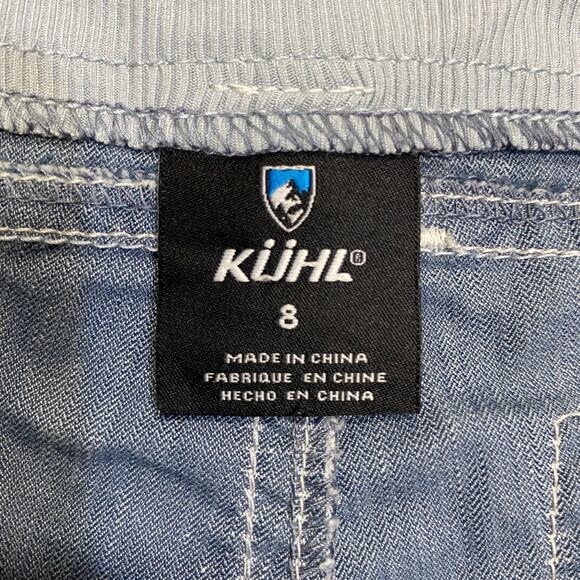 KÜHL®
8
MADE IN CHINA
FABRIQUE EN CHINE
HECHO EN CHINA